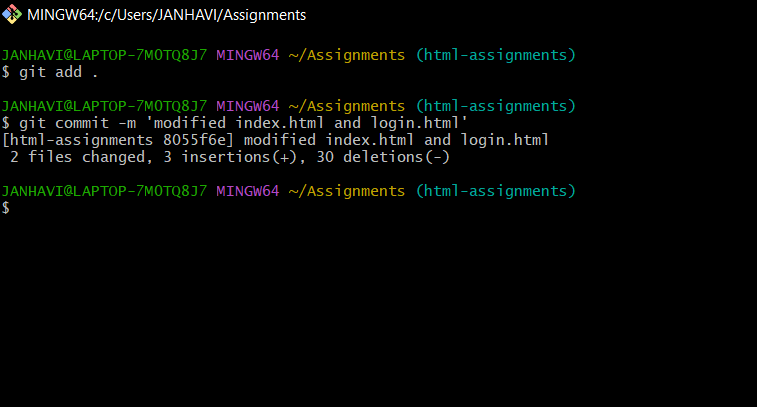 MINGW64:/c/Users/JANHAVI/Assignments
JANHAVI@LAPTOP-7M0TQ8J7 MINGW64 ~/Assignments (html-assignments)
$ git add .
JANHAVI@LAPTOP-7M0TQ8J7 MINGW64 ~/Assignments (html-assignments)
$ git commit -m 'modified index.html and login.html'
[html-assignments 8055f6e] modified index.html and login.html
 2 files changed, 3 insertions(+), 30 deletions(-)
JANHAVI@LAPTOP-7M0TQ8J7 MINGW64 ~/Assignments (html-assignments)
$